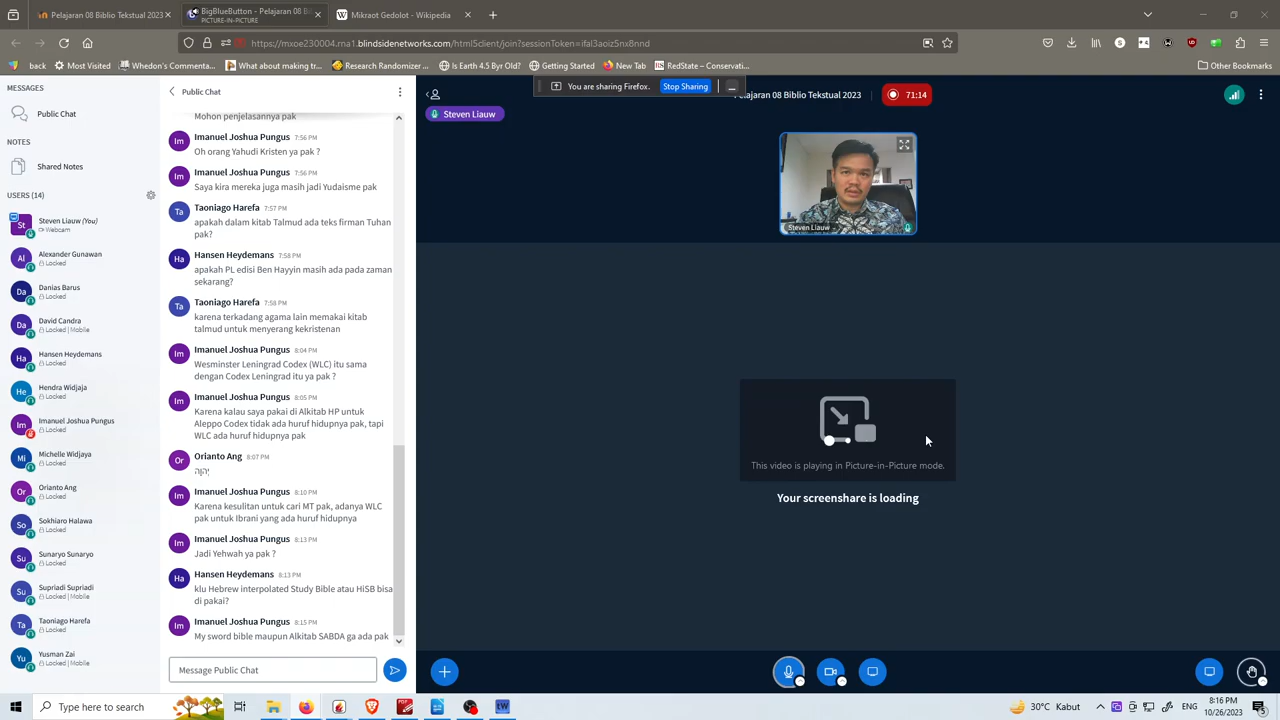 Pelajaran 08 Biblio Tekstual 2023
BigBlueButton -
PICTURE-IN-PICTURE
Mikraot Gedolot - Wikipedia
https://mxoe230004.rna1.blindsidenetworks.com/html5client/join?sessionToken=ifal3aoiz5nx8nnd
back
Most Visited
Whedon's Comment...
What about making...
Research Randomizer
Is Earth 4.5 Byr Old?
Getting Started
New Tab
RedState — Conservati...
Other Bookmarks
You are sharing Firefox.
Stop Sharing
MESSAGES
Public Chat
NOTES
Shared Notes
USERS (14)
Steven Liauw (You)
Webcam
Alexander Gunawan
Locked
Danias Barus
Locked
David Candra
Locked | Mobile
Hansen Heydemans
Locked
Hendra Widjaja
Locked
Imanuel Joshua Pungus
Locked
Michelle Widjaya
Locked
Orianto Ang
Locked
Sokhiaro Halawa
Locked
Sunaryo Sunaryo
Locked
Supriadi Supriadi
Locked | Mobile
Taoniago Harefa
Locked
Yusman Zai
Locked | Mobile
Public Chat
Mohon penjelasannya pak
Imanuel Joshua Pungus 7:56 PM
Oh orang Yahudi Kristen ya pak ?
Imanuel Joshua Pungus 7:56 PM
Saya kira mereka juga masih jadi Yudaisme pak
Taoniago Harefa 7:57 PM
apakah dalam kitab Talmud ada teks firman Tuhan
pak?
Hansen Heydemans 7:58 PM
apakah PL edisi Ben Hayyin masih ada pada zaman
sekarang?
Taoniago Harefa 7:58 PM
karena terkadang agama lain memakai kitab
talmud untuk menyerang kekristenan
Imanuel Joshua Pungus 8:04 PM
Wesminster Leningrad Codex (WLC) itu sama
dengan Codex Leningrad itu ya pak ?
Imanuel Joshua Pungus 8:05 PM
Karena kalau saya pakai di Alkitab HP untuk
Aleppo Codex tidak ada huruf hidupnya pak, tapi
WLC ada huruf hidupnya pak
Orianto Ang 8:07 PM
Imanuel Joshua Pungus 8:10 PM
Karena kesulitan untuk cari MT pak, adanya WLC
pak untuk Ibrani yang ada huruf hidupnya
Imanuel Joshua Pungus 8:13 PM
Jadi Yehwah ya pak ?
Hansen Heydemans 8:13 PM
klu Hebrew interpolated Study Bible atau HiSB bisa
di pakai?
Imanuel Joshua Pungus 8:15 PM
My sword bible maupun Alkitab SABDA ga ada pak
Message Public Chat
Pelajaran 08 Biblio Tekstual 2023
71:14
Steven Liauw
Steven Liauw
This video is playing in Picture-in-Picture mode.
Your screenshare is loading
Type here to search
30°C Kabut
ENG
8:16 PM
10/26/2023